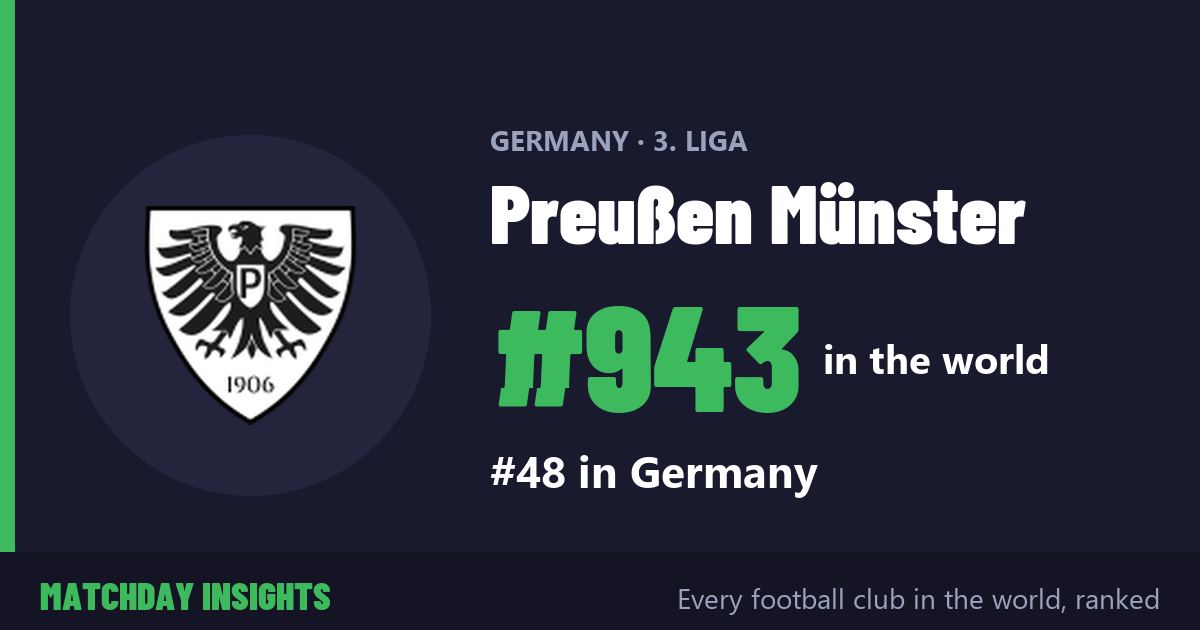 GERMANY · 3. LIGA
Preußen Münster
P
1906
#943 in the world
#48 in Germany
MATCHDAY INSIGHTS
Every football club in the world, ranked